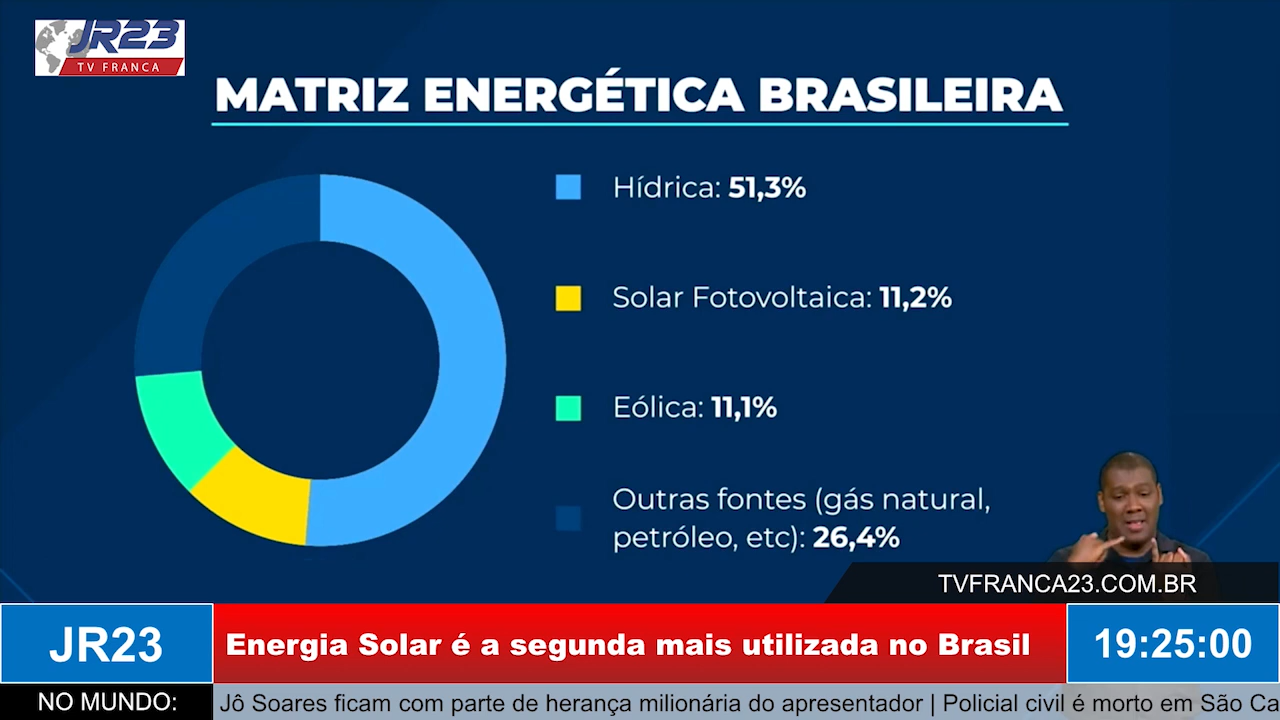 JR23
TV FRANCA
MATRIZ ENERGÉTICA BRASILEIRA
Hídrica: 51,3%
Solar Fotovoltaica: 11,2%
Eólica: 11,1%
Outras fontes (gás natural,
petróleo, etc): 26,4%
TVFRANCA23.COM.BR
JR23
Energia Solar é a segunda mais utilizada no Brasil
19:25:00
NO MUNDO:
Jô Soares ficam com parte de herança milionária do apresentador | Policial civil é morto em São Ca